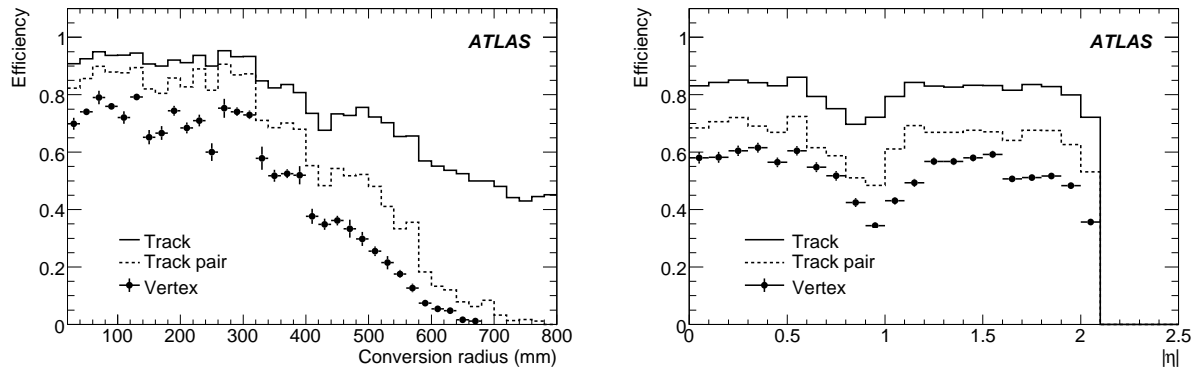 Efficiency
1
0.8
0.6
0.4
0.2
0
ATLAS
Track
Track pair
Vertex
100 200 300 400 500 600 700 800
Conversion radius (mm)
Efficiency
1
0.8
0.6
0.4
0.2
0
ATLAS
Track
Track pair
Vertex
0 0.5 1 1.5 2 2.5
|η|